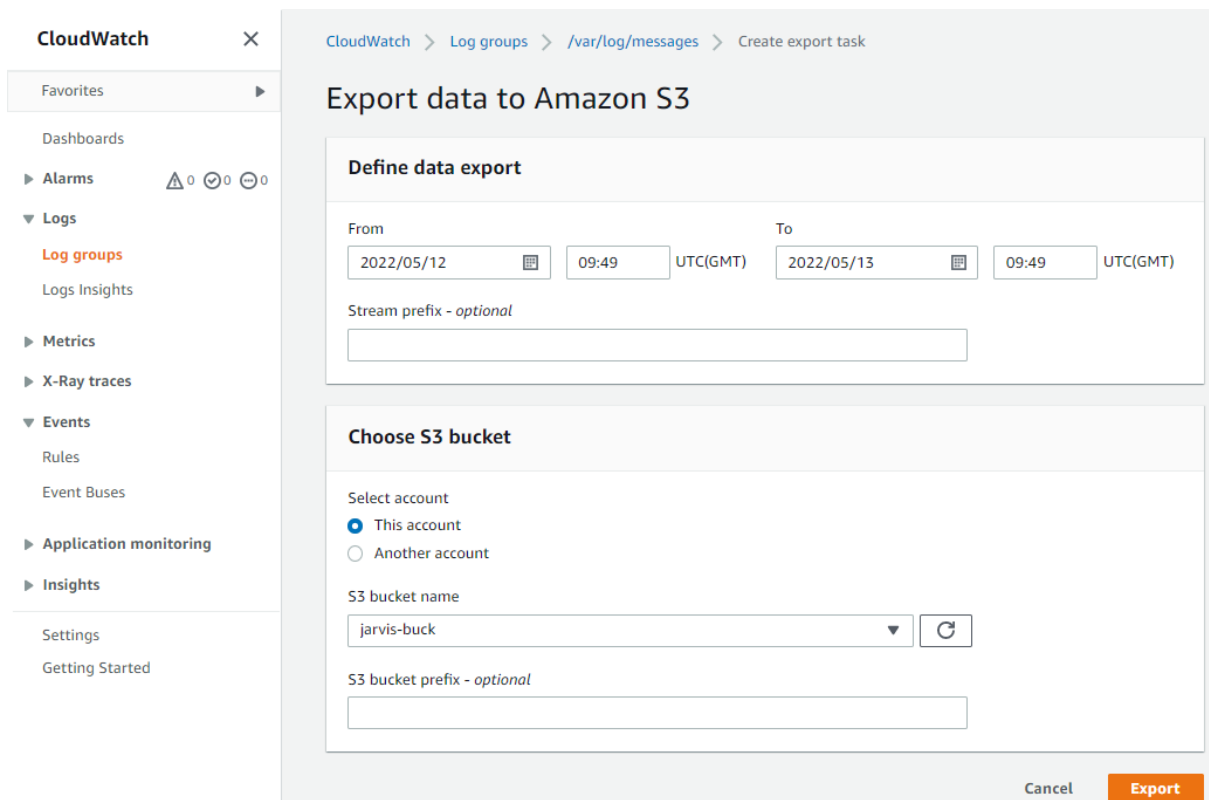 CloudWatch
Favorites
Dashboards
Alarms 0 0 0
Logs
Log groups
Logs Insights
Metrics
X-Ray traces
Events
Rules
Event Buses
Application monitoring
Insights
Settings
Getting Started
CloudWatch > Log groups > /var/log/messages > Create export task
Export data to Amazon S3
Define data export
From To
2022/05/12 09:49 UTC(GMT) 2022/05/13 09:49 UTC(GMT)
Stream prefix - optional
Choose S3 bucket
Select account
This account
Another account
S3 bucket name
jarvis-buck
S3 bucket prefix - optional
Cancel Export